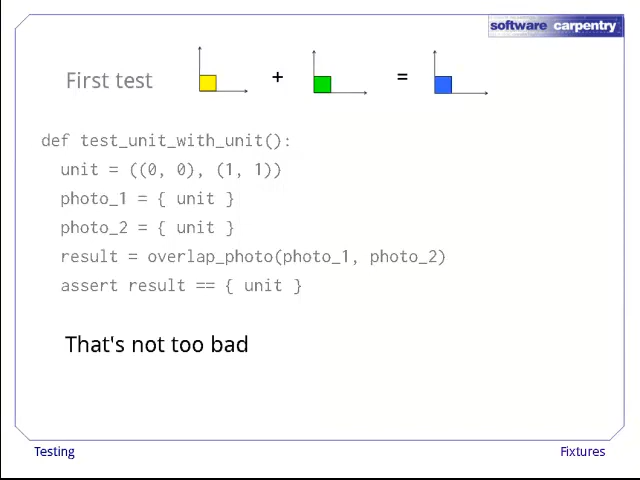 software carpentry
First test + =
def test_unit_with_unit():
unit = ((0, 0), (1, 1))
photo_1 = { unit }
photo_2 = { unit }
result = overlap_photo(photo_1, photo_2)
assert result == { unit }
That's not too bad
Testing Fixtures